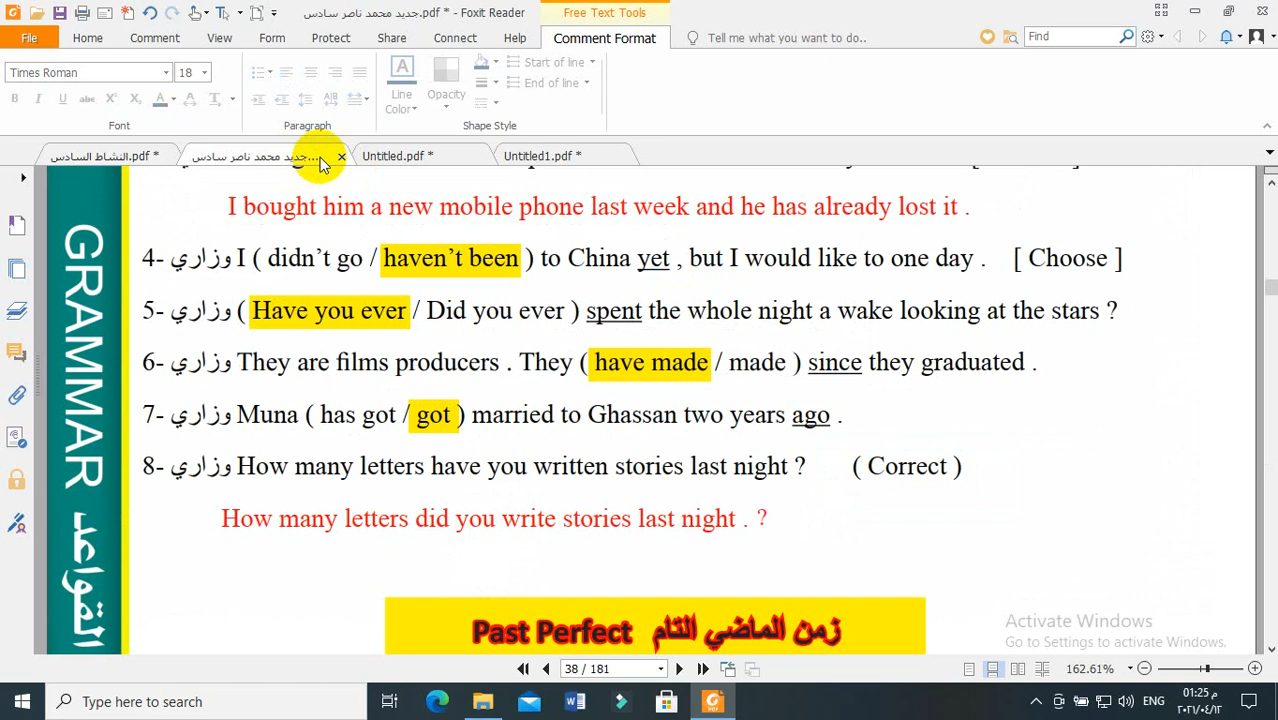 جديد محمد ناصر سادس.pdf * - Foxit Reader
Free Text Tools
File Home Comment View Form Protect Share Connect Help Comment Format Tell me what you want to do.. Find
Times Roman 18
Line Color
Opacity
Start of line
End of line
Font Paragraph Shape Style
النشاط السادس.pdf * جديد محمد ناصر سادس... Untitled.pdf * Untitled1.pdf *
I bought him a new mobile phone last week and he has already lost it .
4- وزاري I ( didn't go / haven't been ) to China yet , but I would like to one day . [ Choose ]
5- وزاري ( Have you ever / Did you ever ) spent the whole night a wake looking at the stars ?
6- وزاري They are films producers . They ( have made / made ) since they graduated .
7- وزاري Muna ( has got / got ) married to Ghassan two years ago .
8- وزاري How many letters have you written stories last night ? ( Correct )
How many letters did you write stories last night . ?
GRAMMAR القواعد
Past Perfect زمن الماضي التام
Activate Windows
Go to Settings to activate Windows.
38 / 181
162.61%
Type here to search
ENG
01:25 م
٢٠٢١/٠٤/١٢